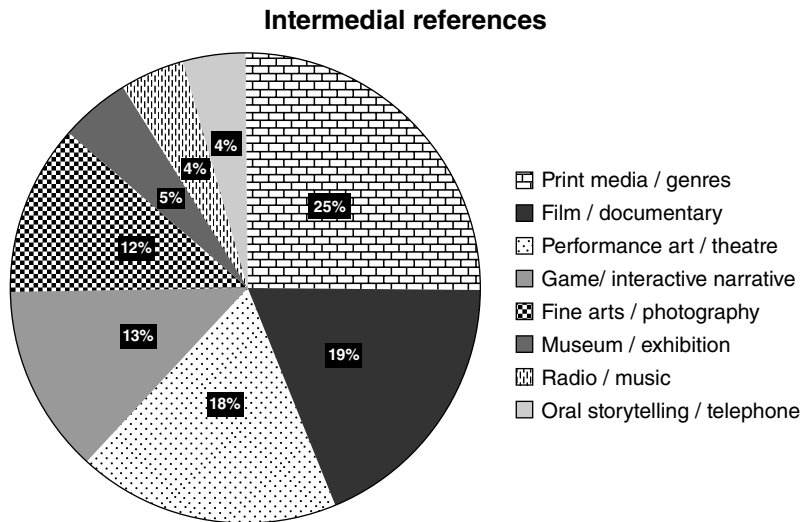 Intermedial references
4%
4%
5%
25%
12%
13%
19%
18%
Print media / genres
Film / documentary
Performance art / theatre
Game/ interactive narrative
Fine arts / photography
Museum / exhibition
Radio / music
Oral storytelling / telephone